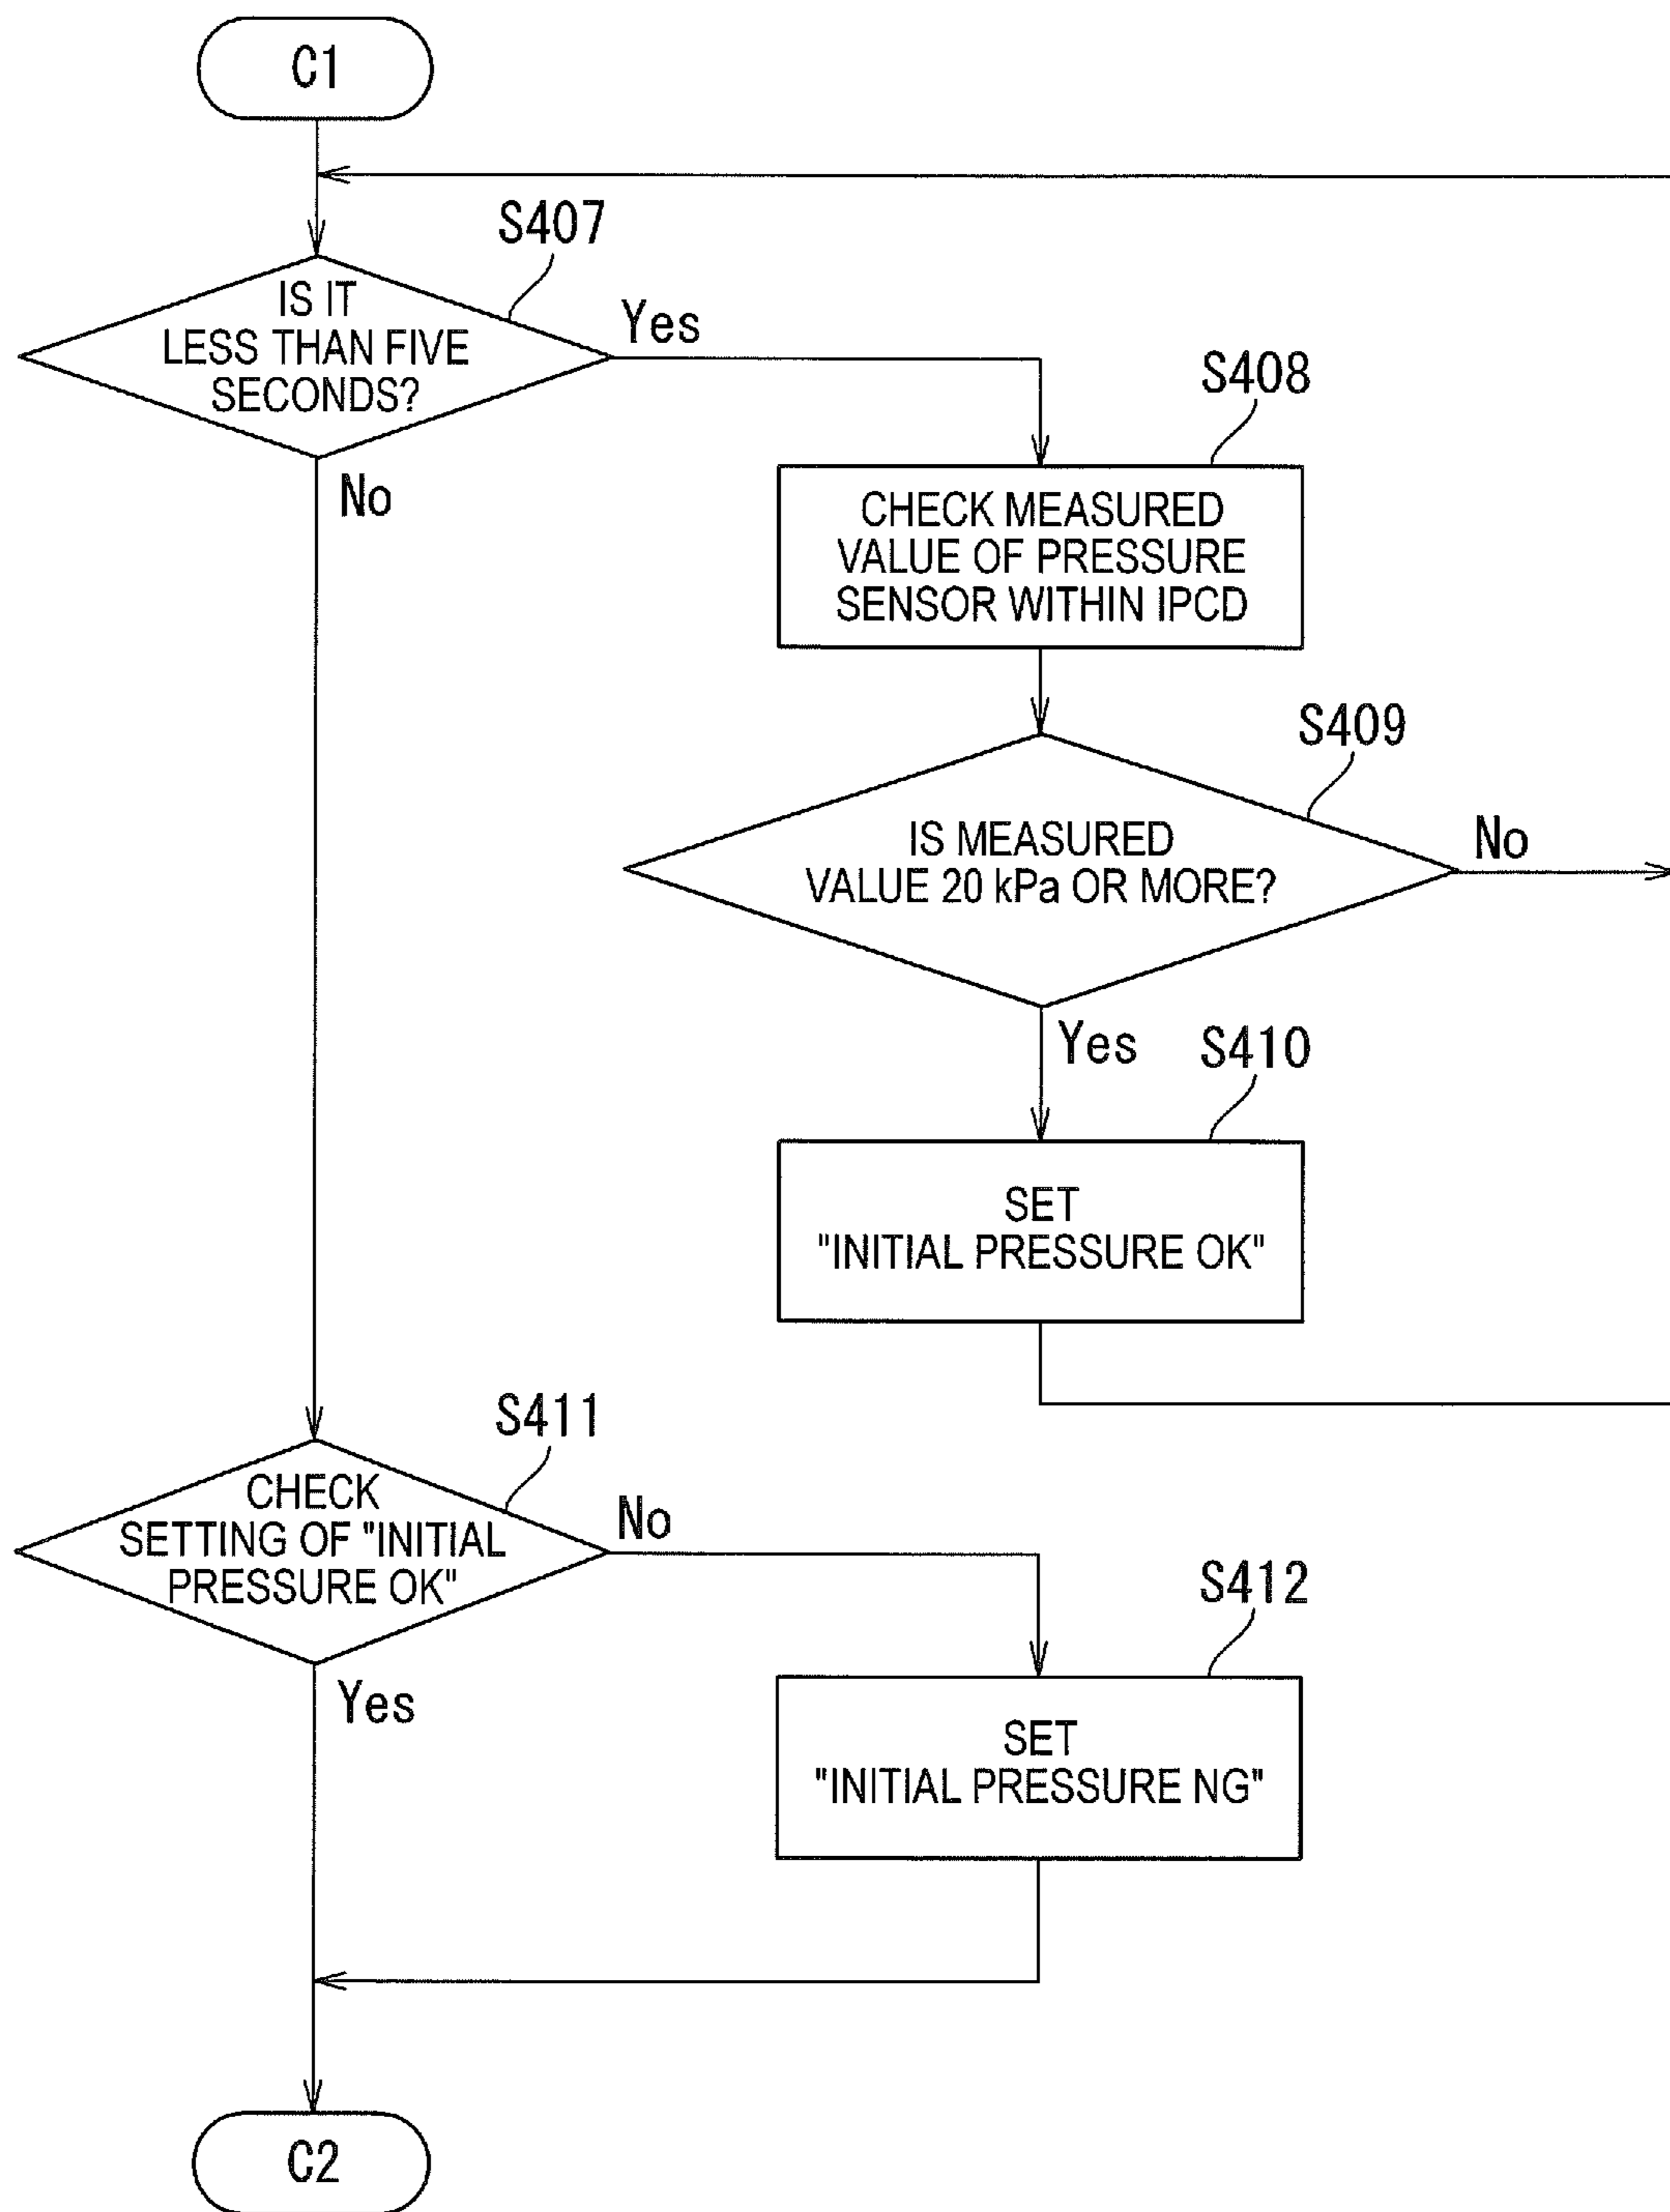 C1
S407
IS IT
LESS THAN FIVE
SECONDS?
Yes
No
S408
CHECK MEASURED
VALUE OF PRESSURE
SENSOR WITHIN IPCD
S409
IS MEASURED
VALUE 20 kPa OR MORE?
No
Yes
S410
SET
"INITIAL PRESSURE OK"
S411
CHECK
SETTING OF "INITIAL
PRESSURE OK"
No
Yes
S412
SET
"INITIAL PRESSURE NG"
C2